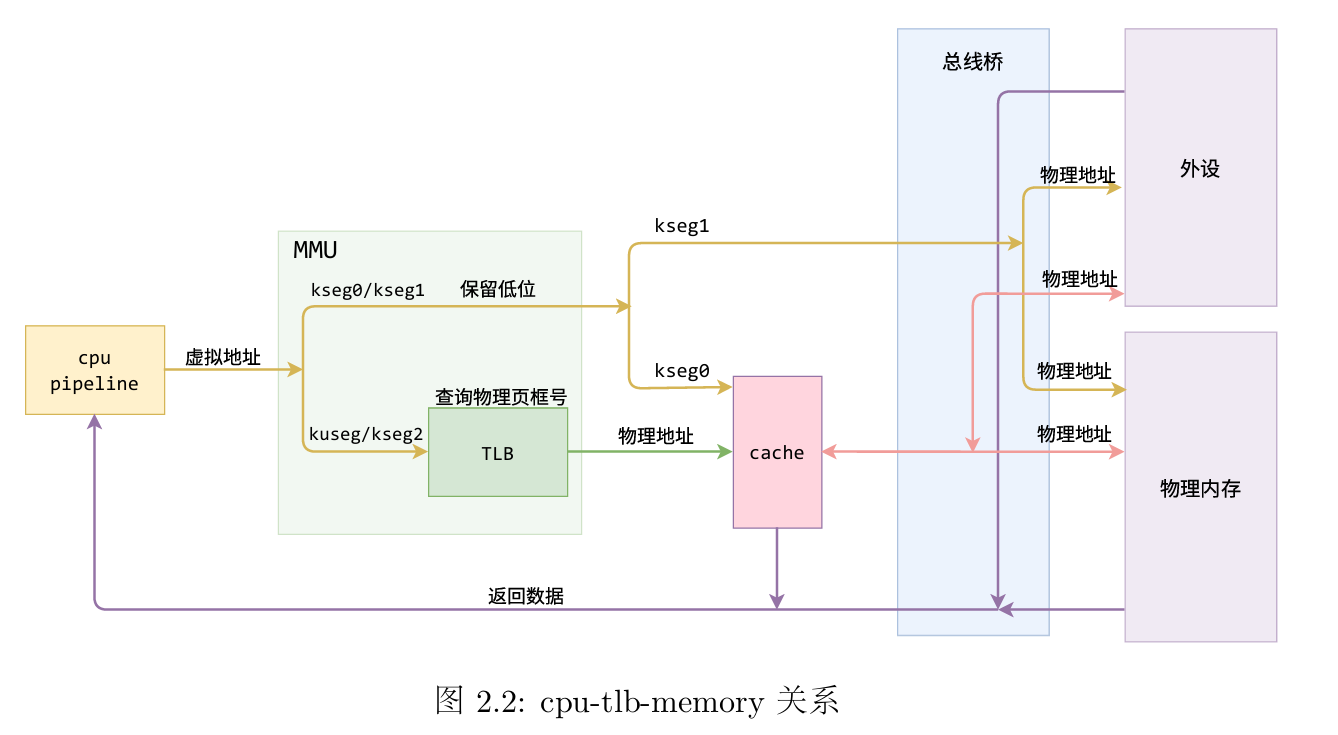 总线桥
外设
物理地址
kseg1
MMU
kseg0/kseg1
保留低位
物理地址
cpu
pipeline
虚拟地址
kseg0
物理地址
查询物理页框号
kuseg/kseg2
TLB
物理地址
cache
物理地址
物理内存
返回数据
图 2.2: cpu-tlb-memory 关系